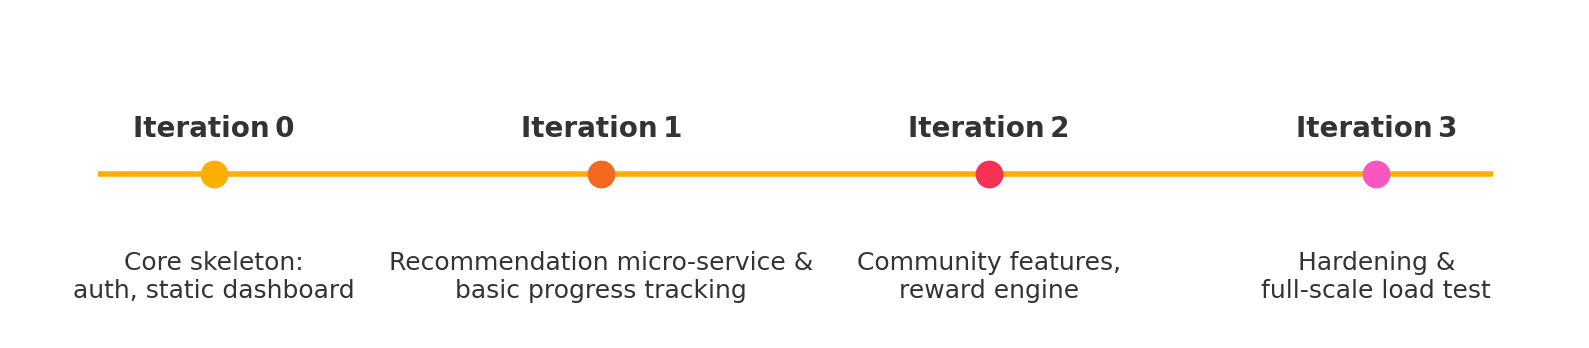 Iteration 0
Core skeleton:
auth, static dashboard
Iteration 1
Recommendation micro-service &
basic progress tracking
Iteration 2
Community features,
reward engine
Iteration 3
Hardening &
full-scale load test